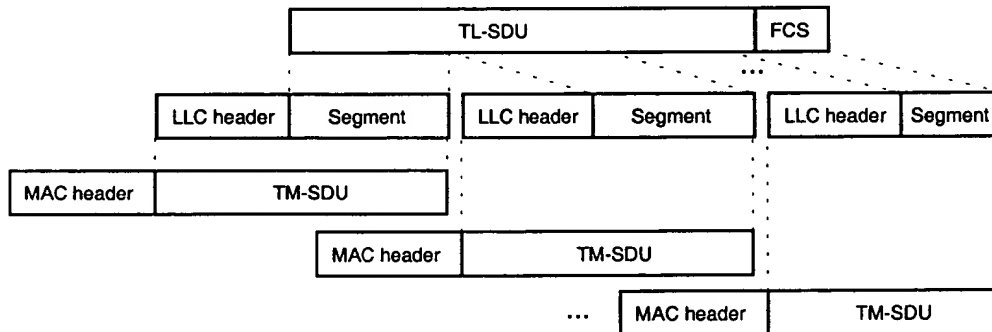 TL-SDU FCS
...
LLC header Segment LLC header Segment LLC header Segment
MAC header TM-SDU
MAC header TM-SDU
... MAC header TM-SDU